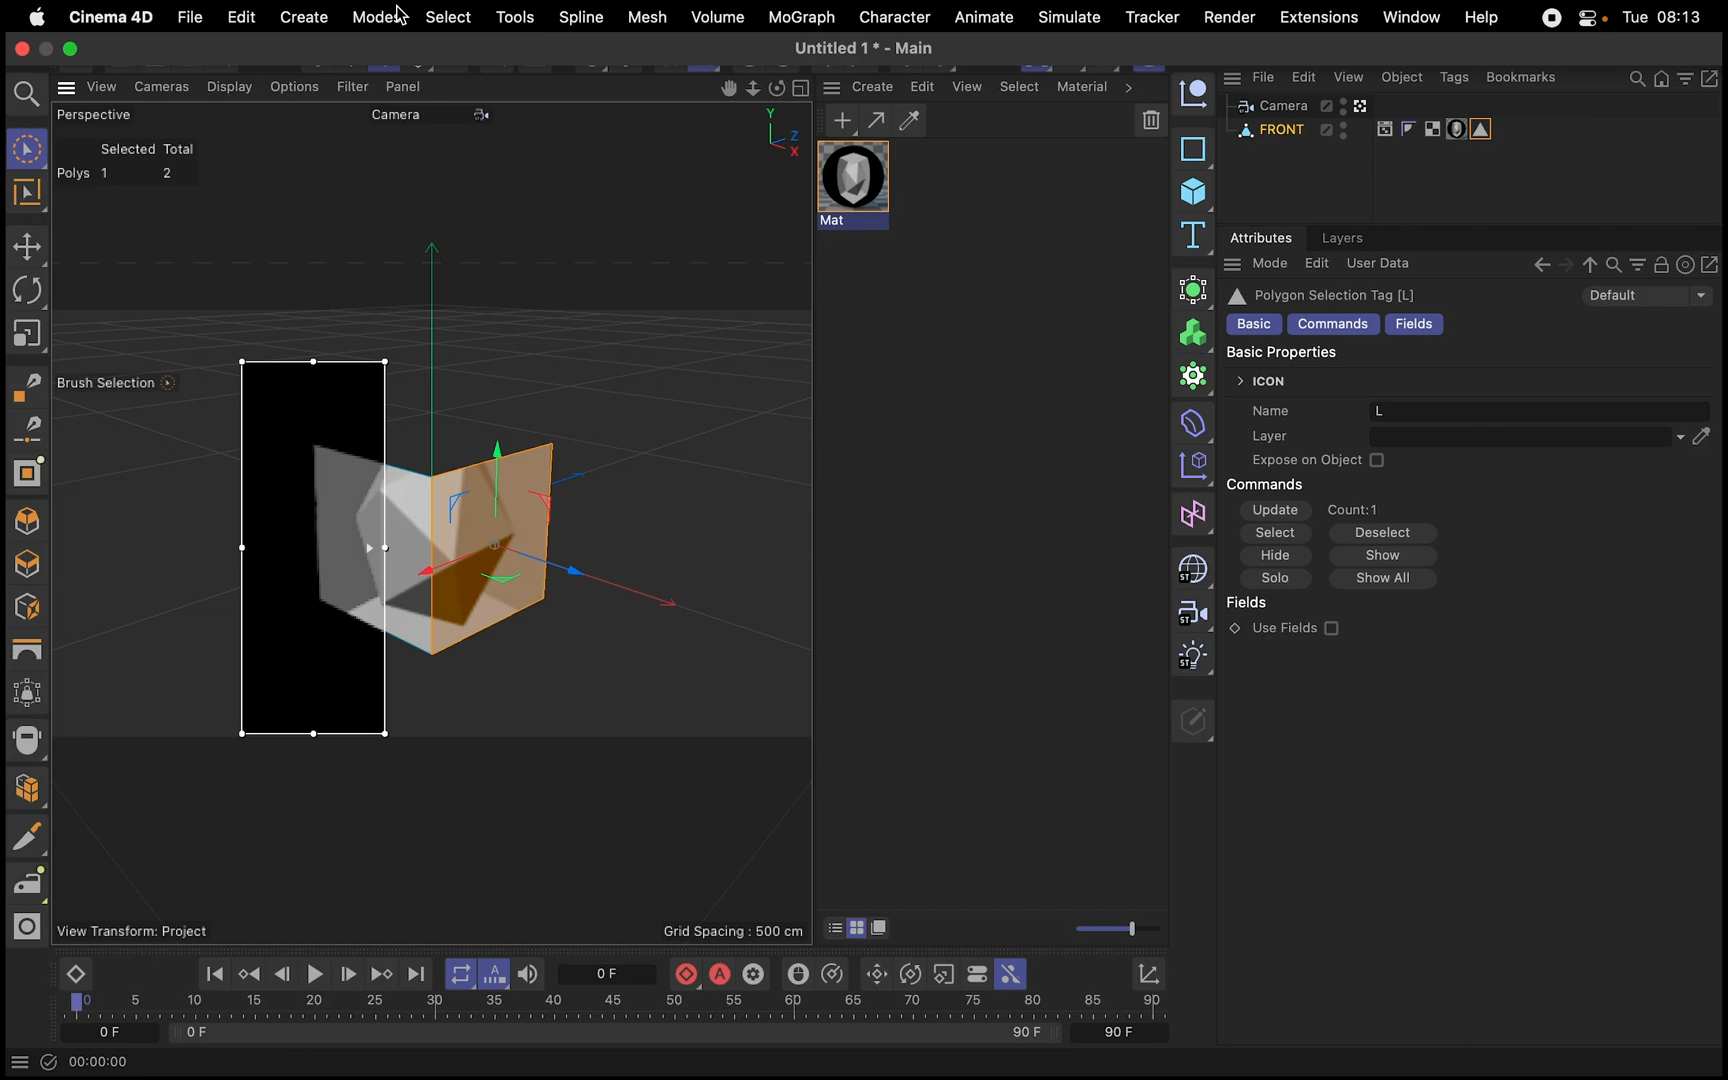 Cinema 4D File Edit Create Modes Select Tools Spline Mesh Volume MoGraph Character Animate Simulate Tracker Render Extensions Window Help Tue 08:13
Untitled 1 * - Main
View Cameras Display Options Filter Panel
Create Edit View Select Material
File Edit View Object Tags Bookmarks
Perspective
Camera
Y
Z
X
Selected Total
Polys 1 2
Mat
Camera
FRONT
Attributes Layers
Mode Edit User Data
Polygon Selection Tag [L]
Default
Basic Commands Fields
Basic Properties
ICON
Name L
Layer
Expose on Object
Commands
Update Count:1
Select Deselect
Hide Show
Solo Show All
Fields
Use Fields
Brush Selection
ST
ST
ST
View Transform: Project
Grid Spacing : 500 cm
A
0 F
A
0 5 10 15 20 25 30 35 40 45 50 55 60 65 70 75 80 85 90
0 F 0 F 90 F 90 F
00:00:00